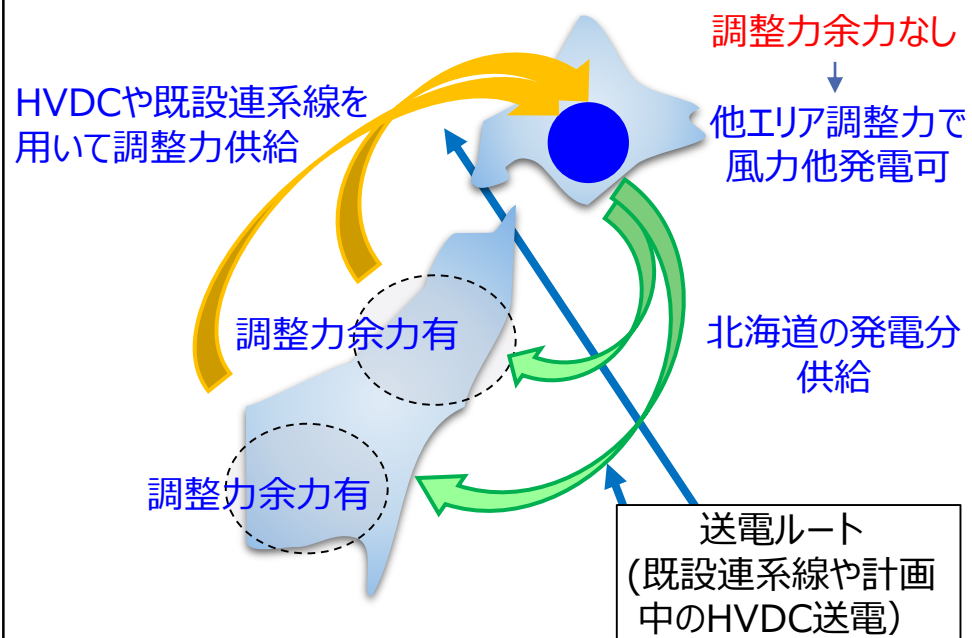 調整力余力なし
HVDCや既設連系線を
用いて調整力供給
他エリア調整力で
風力他発電可
調整力余力有
北海道の発電分
供給
調整力余力有
送電ルート
(既設連系線や計画
中のHVDC送電）